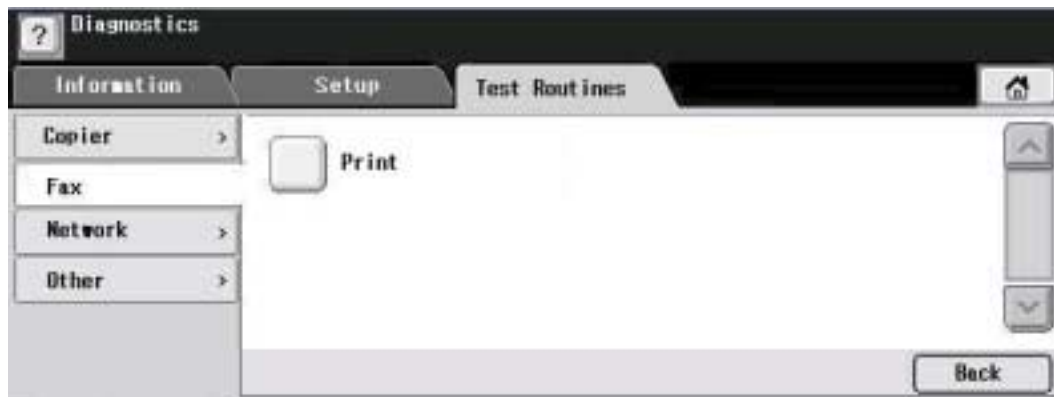 ? Diagnostics
Information Setup Test Routines
Copier >
Print
Fax
Network >
Other >
Back